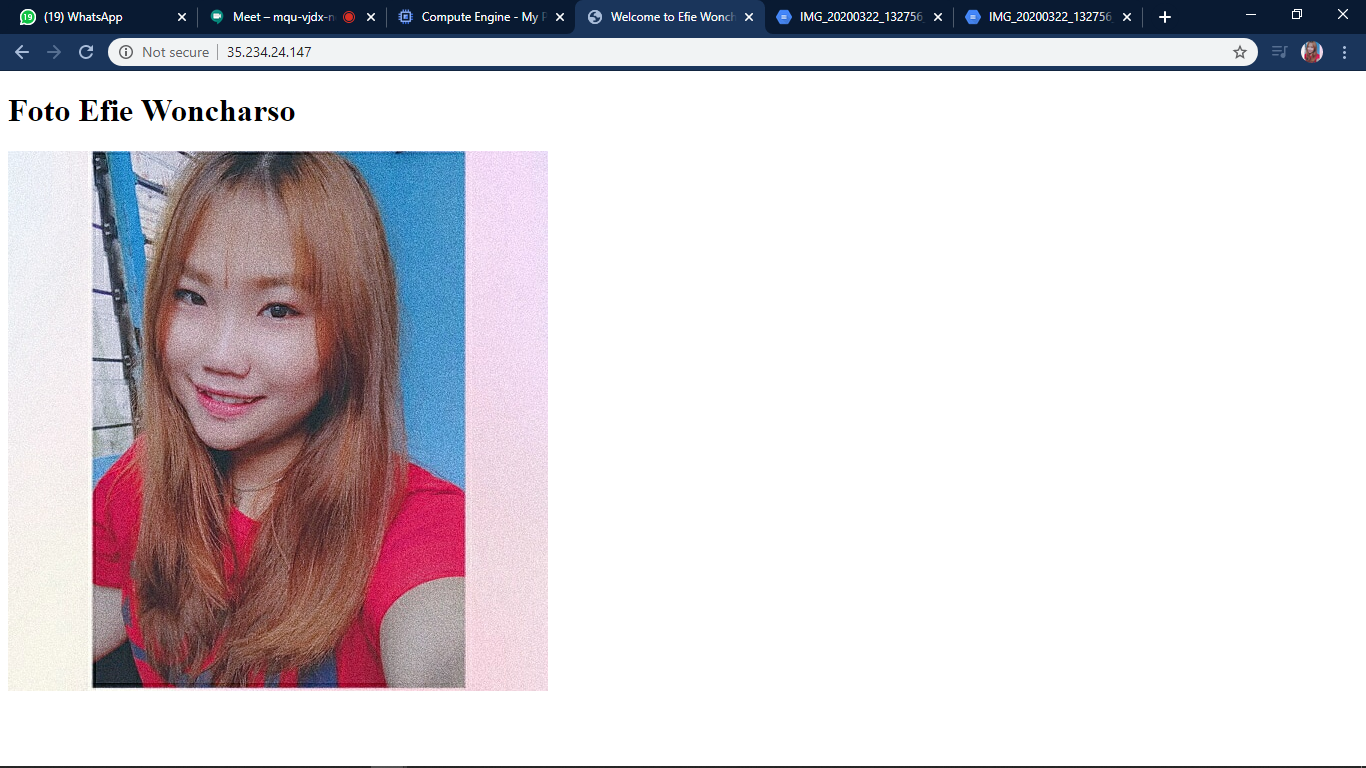 (19) WhatsApp
Meet – mqu-vjdx-n
Compute Engine - My P
Welcome to Efie Wonch
IMG_20200322_132756
IMG_20200322_132756
Not secure
35.234.24.147
Foto Efie Woncharso